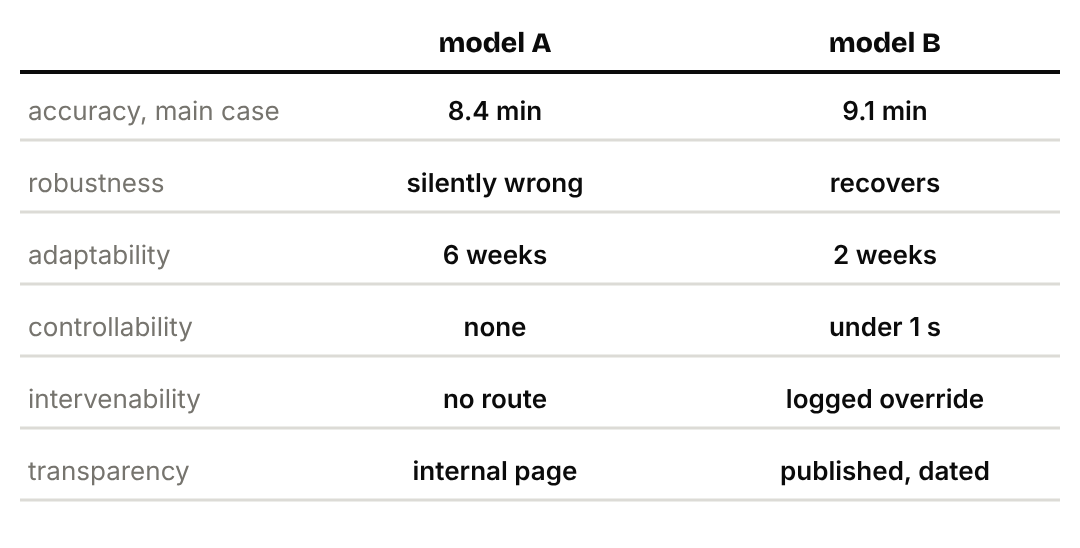 model A model B
accuracy, main case 8.4 min 9.1 min
robustness silently wrong recovers
adaptability 6 weeks 2 weeks
controllability none under 1 s
intervenability no route logged override
transparency internal page published, dated